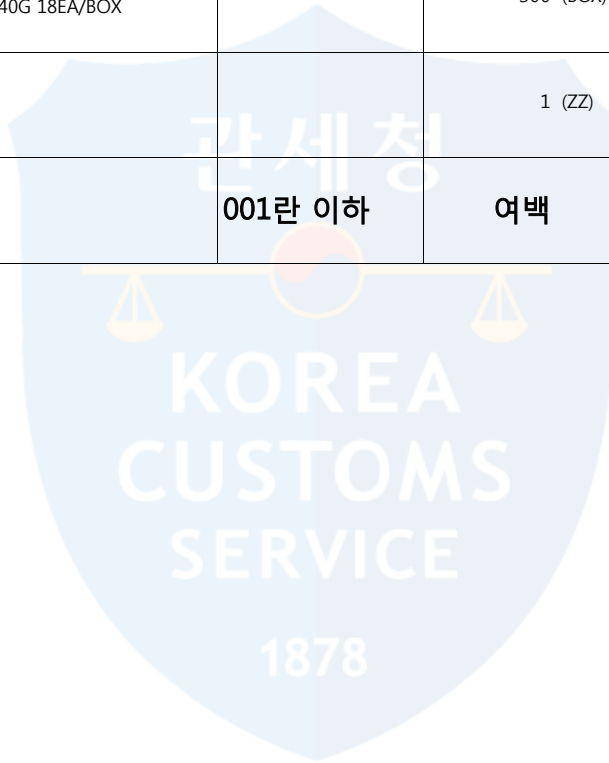 40G 18EA/BOX
1 (ZZ)
001란 이하 여백
관세청
KOREA
CUSTOMS
SERVICE
1878